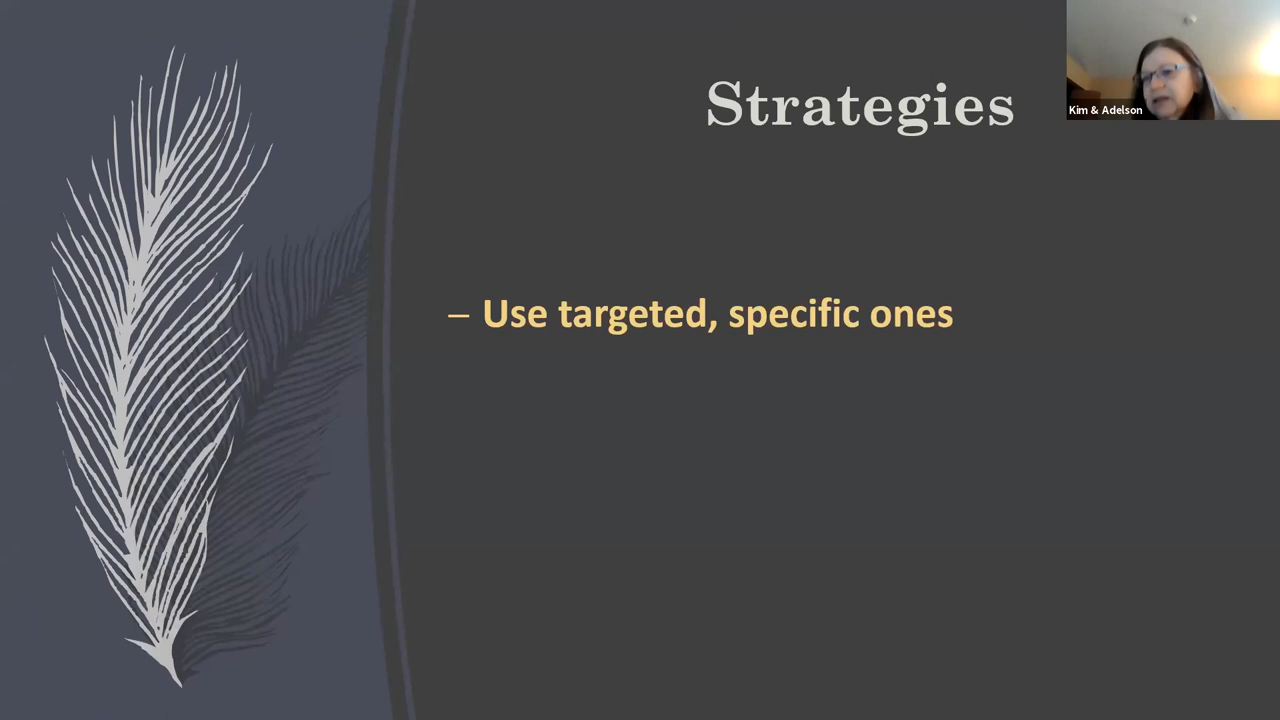 Strategies
Kim & Adelson
– Use targeted, specific ones